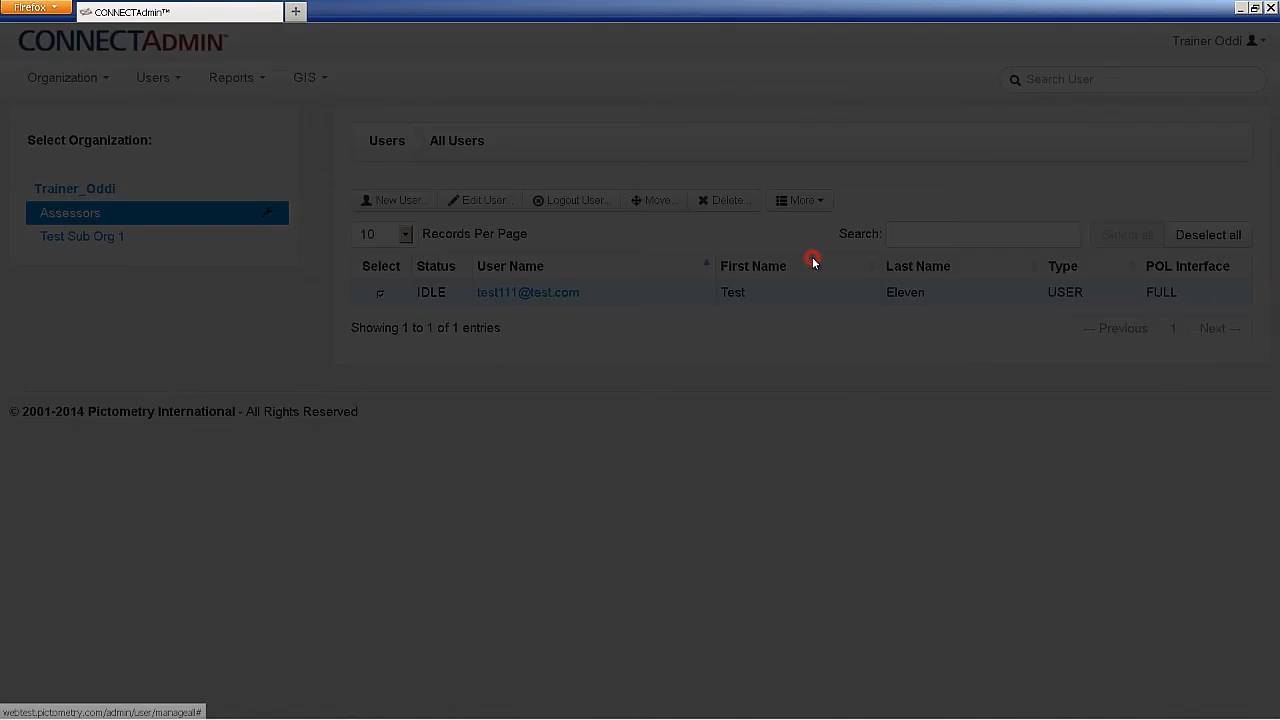 Firefox
CONNECTAdmin™
CONNECTADMIN™
Trainer Oddi
Organization Users Reports GIS
Search User
Select Organization:
Trainer_Oddi
Assessors
Test Sub Org 1
Users All Users
New User... Edit User... Logout User... Move... Delete... More
10 Records Per Page Search: Select all Deselect all
Select Status User Name First Name Last Name Type POL Interface
IDLE test111@test.com Test Eleven USER FULL
Showing 1 to 1 of 1 entries
← Previous 1 Next →
© 2001-2014 Pictometry International - All Rights Reserved
webtest.pictometry.com/admin/user/manageall#